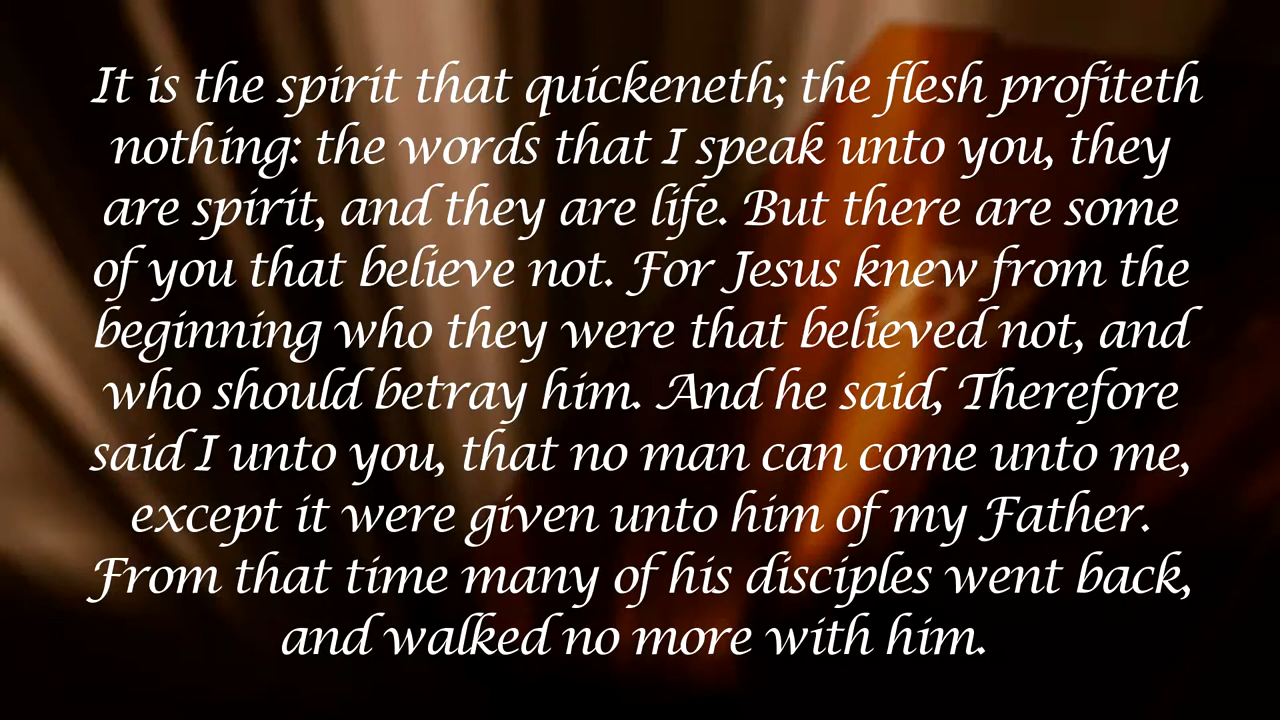 It is the spirit that quickeneth; the flesh profiteth
nothing: the words that I speak unto you, they
are spirit, and they are life. But there are some
of you that believe not. For Jesus knew from the
beginning who they were that believed not, and
who should betray him. And he said, Therefore
said I unto you, that no man can come unto me,
except it were given unto him of my Father.
From that time many of his disciples went back,
and walked no more with him.